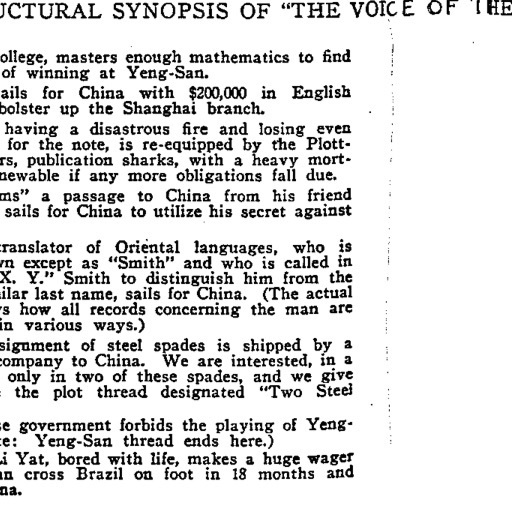 UCTURAL SYNOPSIS OF “THE VOICE OF THE
ollege, masters enough mathematics to find
of winning at Yeng-San.
ails for China with $200,000 in English
bolster up the Shanghai branch.
having a disastrous fire and losing even
for the note, is re-equipped by the Plott-
rs, publication sharks, with a heavy mort-
newable if any more obligations fall due.
ms” a passage to China from his friend
sails for China to utilize his secret against
ranslator of Oriental languages, who is
wn except as “Smith” and who is called in
X. Y.” Smith to distinguish him from the
ilar last name, sails for China. (The actual
s how all records concerning the man are
in various ways.)
signment of steel spades is shipped by a
company to China. We are interested, in a
only in two of these spades, and we give
the plot thread designated “Two Steel
se government forbids the playing of Yeng-
te: Yeng-San thread ends here.)
Li Yat, bored with life, makes a huge wager
an cross Brazil on foot in 18 months and
na.